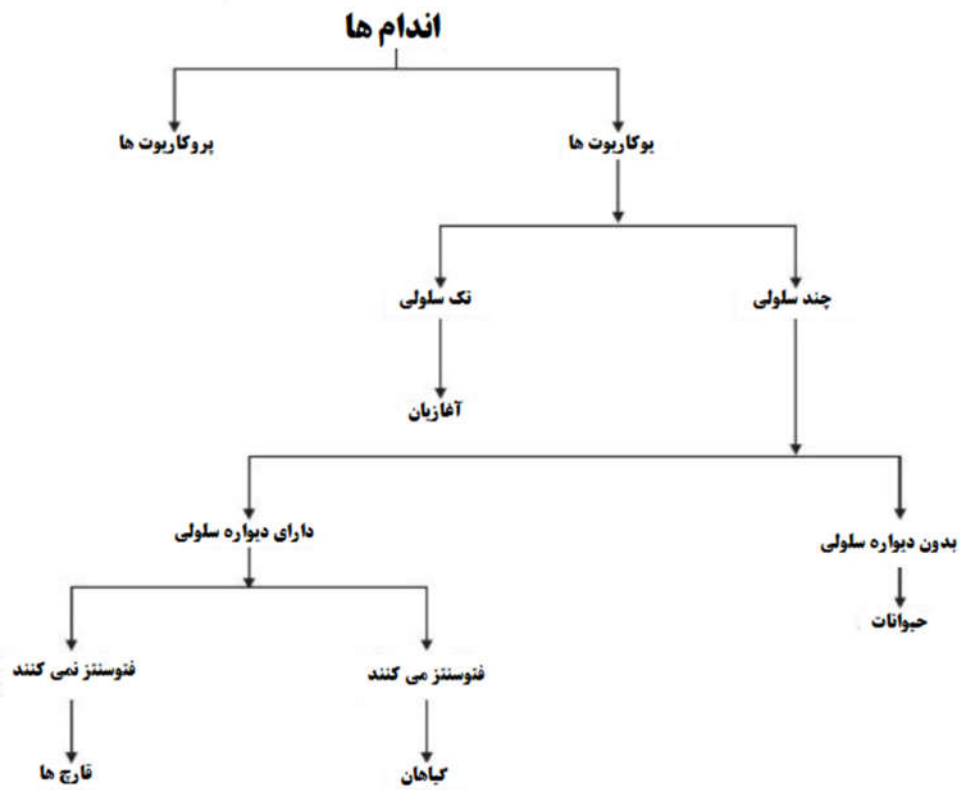 اندام ها
یوکاریوت ها
پروکاریوت ها
چند سلولی
تک سلولی
آغازیان
دارای دیواره سلولی
بدون دیواره سلولی
حیوانات
فتوسنتز می کنند
فتوسنتز نمی کنند
گیاهان
قارچ ها